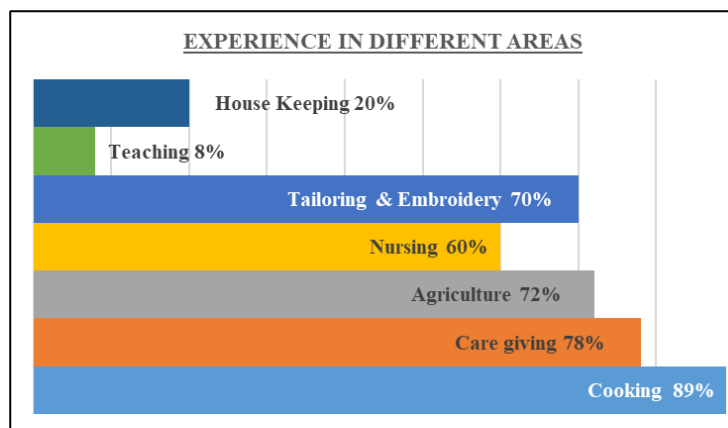 EXPERIENCE IN DIFFERENT AREAS
House Keeping 20%
Teaching 8%
Tailoring & Embroidery 70%
Nursing 60%
Agriculture 72%
Care giving 78%
Cooking 89%